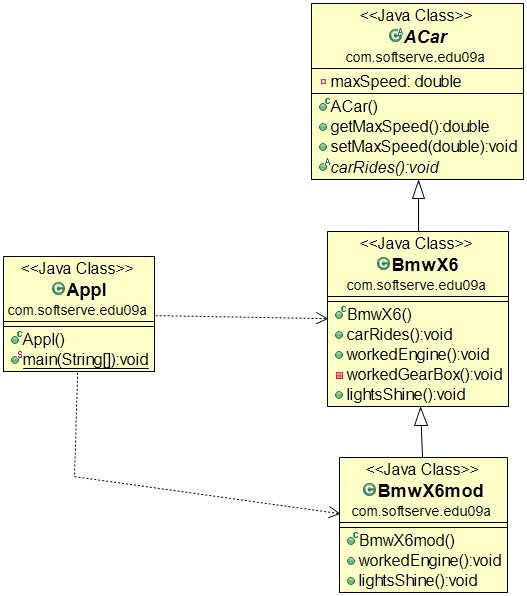 <<Java Class>>
ACar
com.softserve.edu09a
maxSpeed: double
ACar()
getMaxSpeed():double
setMaxSpeed(double):void
carRides():void
<<Java Class>>
BmwX6
com.softserve.edu09a
BmwX6()
carRides():void
workedEngine():void
workedGearBox():void
lightsShine():void
<<Java Class>>
Appl
com.softserve.edu09a
Appl()
main(String[]):void
<<Java Class>>
BmwX6mod
com.softserve.edu09a
BmwX6mod()
workedEngine():void
lightsShine():void